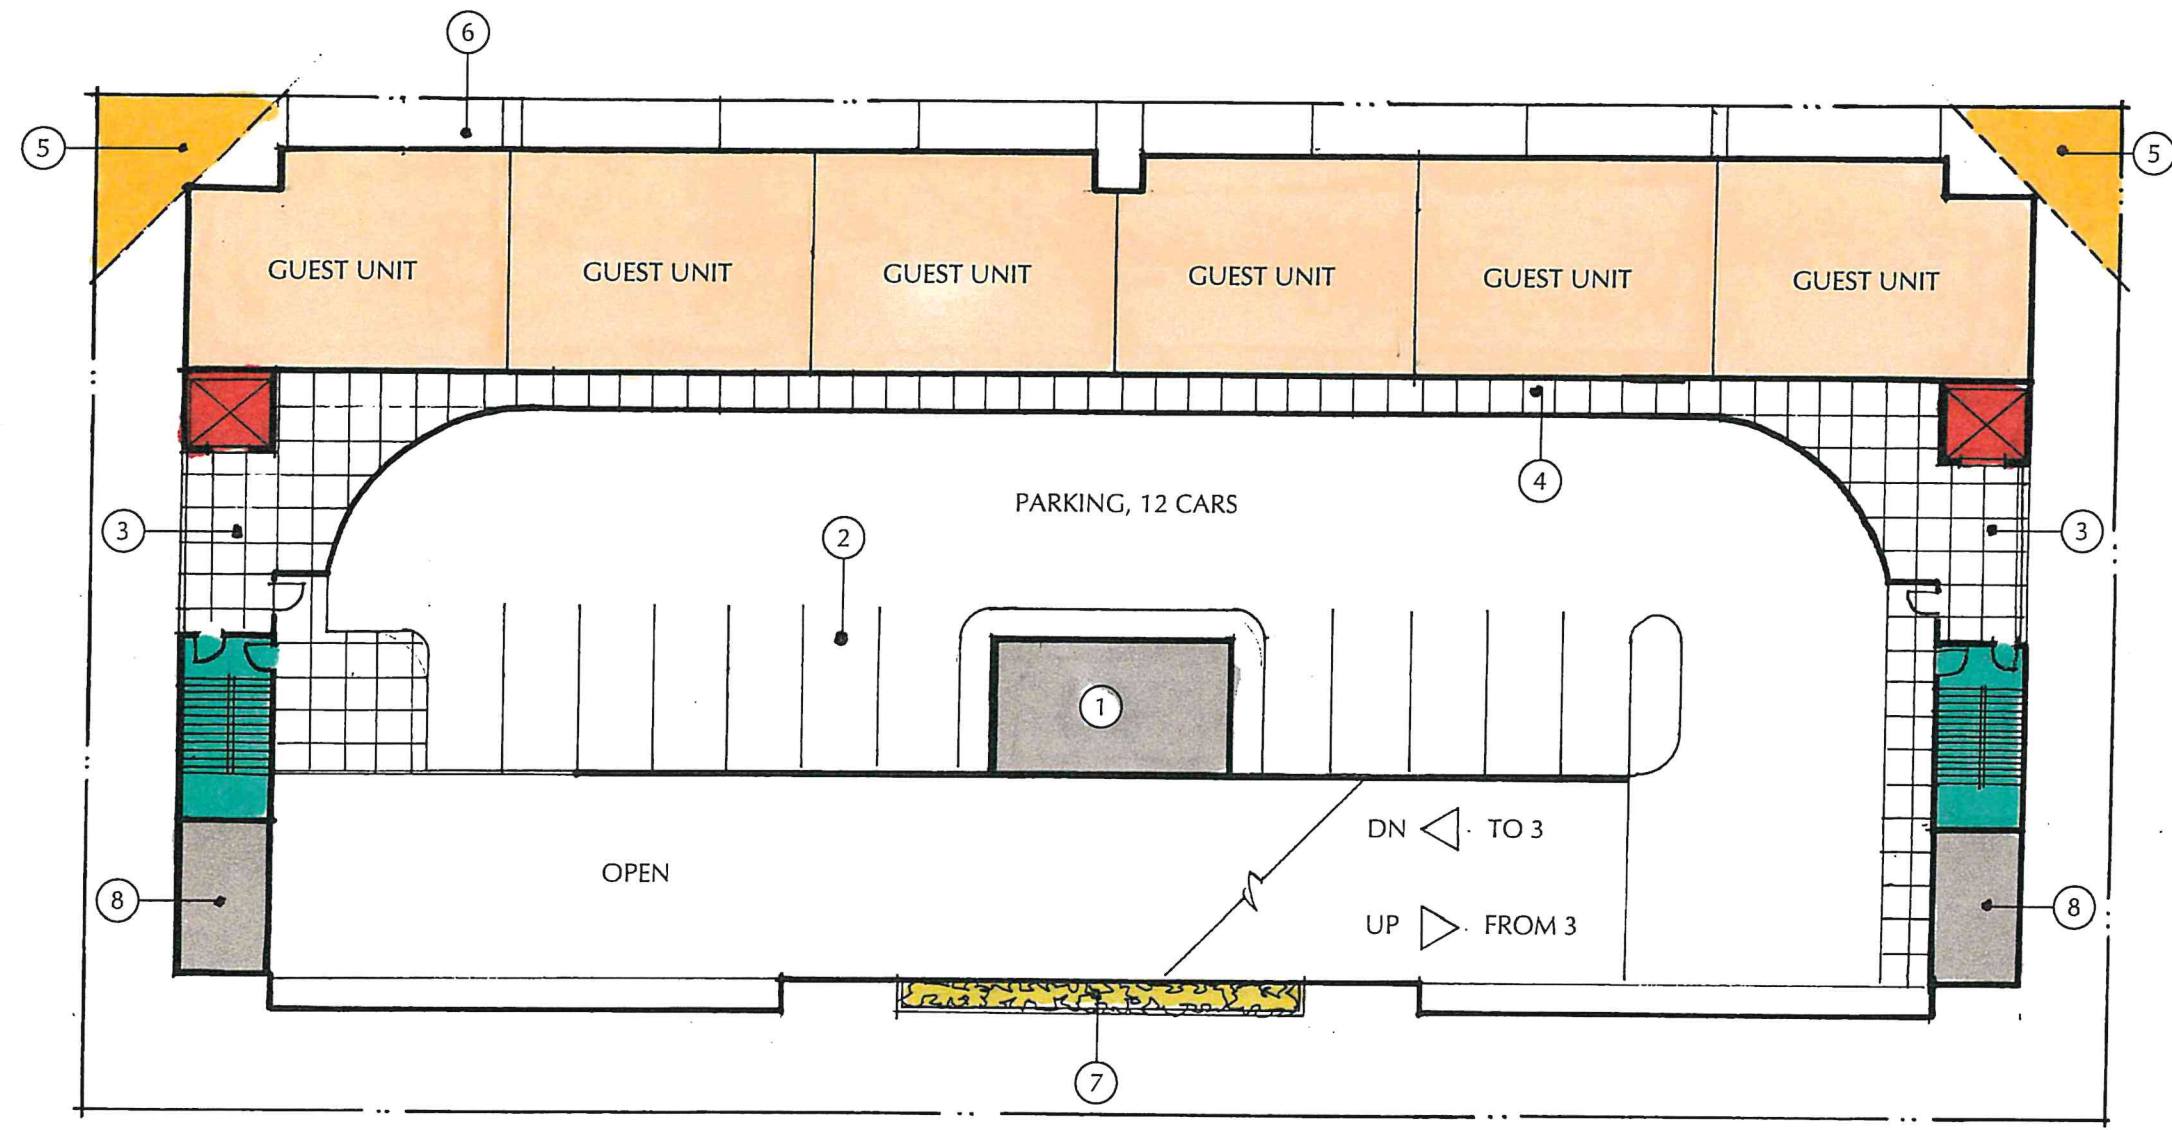 6
5
5
GUEST UNIT GUEST UNIT GUEST UNIT GUEST UNIT GUEST UNIT GUEST UNIT
4
PARKING, 12 CARS
3
2
3
1
DN TO 3
OPEN
UP FROM 3
8
8
7